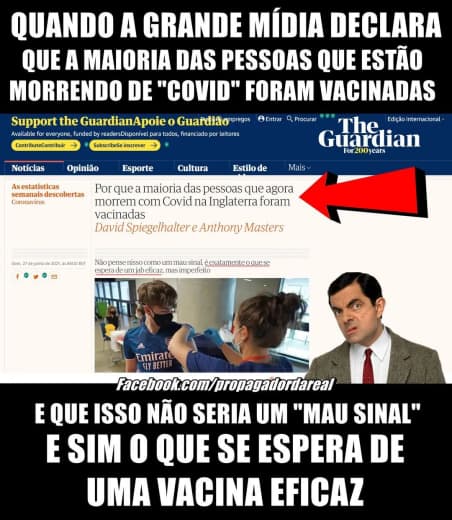 QUANDO A GRANDE MÍDIA DECLARA
QUE A MAIORIA DAS PESSOAS QUE ESTÃO
MORRENDO DE "COVID" FORAM VACINADAS
Support the GuardianApoie o Guardião
Available for everyone, funded by readersDisponível para todos, financiado por leitores
ContributeContribuir → SubscribeSe inscrever →
empregos Entrar Procurar Edição internacional
The Guardian
For 200 years
Notícias Opinião Esporte Cultura Estilo de Mais
As estatísticas semanais descobertas
Coronavírus
Por que a maioria das pessoas que agora
morrem com Covid na Inglaterra foram
vacinadas
David Spiegelhalter e Anthony Masters
Dom, 27 de junho de 2021,
Não pense nisso como um mau sinal, é exatamente o que se
espera de um jab eficaz, mas imperfeito
Emirates
FLY BETTER
Facebook.com/propagadordareal
E QUE ISSO NÃO SERIA UM "MAU SINAL"
E SIM O QUE SE ESPERA DE
UMA VACINA EFICAZ